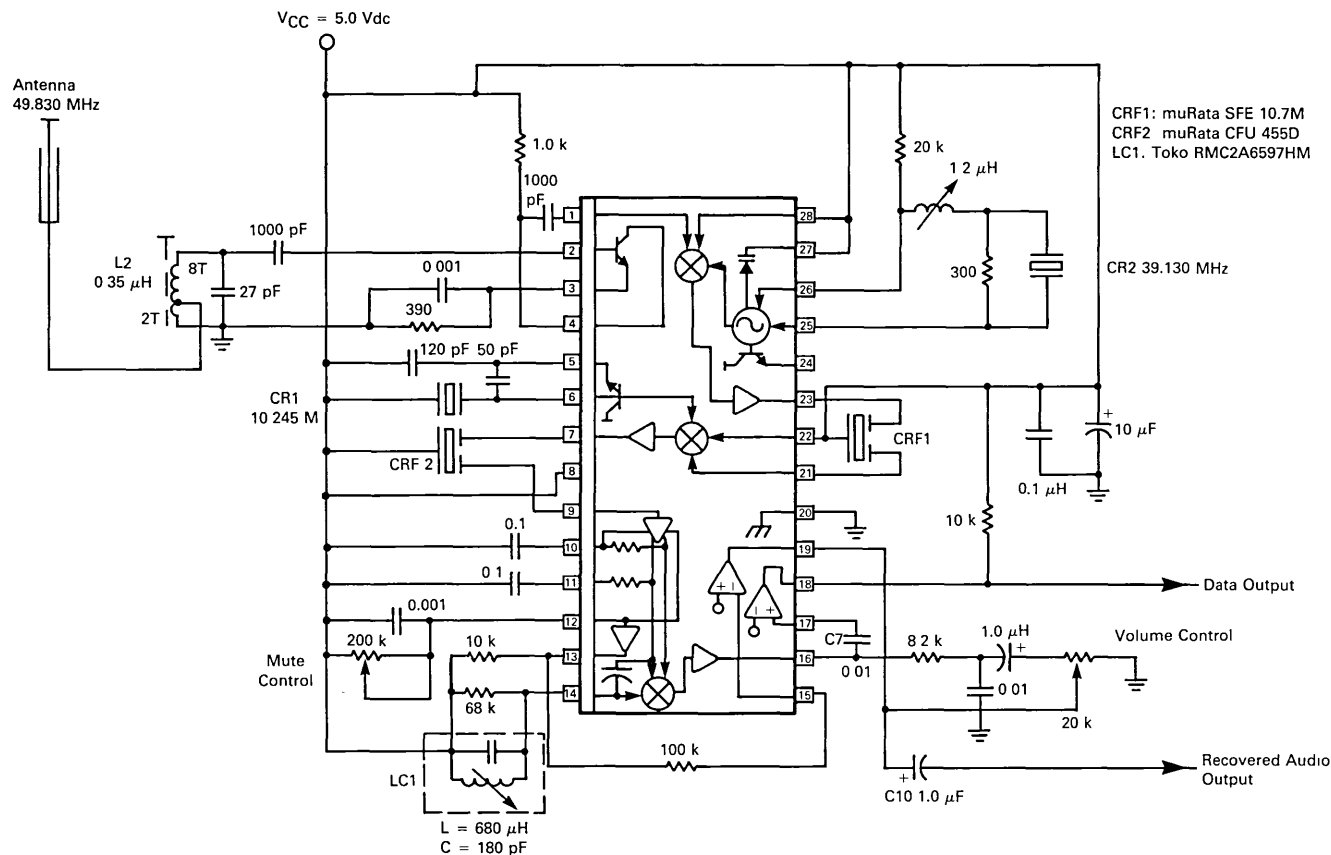 VCC = 5.0 Vdc
Antenna
49.830 MHz
CRF1: muRata SFE 10.7M
CRF2 muRata CFU 455D
LC1. Toko RMC2A6597HM
1.0 k
20 k
1 2 μH
1000
pF
1000 pF
L2
0 35 μH
8T
27 pF
2T
0 001
390
300
CR2 39.130 MHz
120 pF
50 pF
CR1
10 245 M
CRF 2
CRF1
0.1 μH
+
10 μF
10 k
0.1
0 1
0.001
200 k
Mute
Control
10 k
68 k
LC1
L = 680 μH
C = 180 pF
100 k
Data Output
C7
0 01
8 2 k
1.0 μH
+
Volume Control
0 01
20 k
+
C10 1.0 μF
Recovered Audio
Output
1
2
3
4
5
6
7
8
9
10
11
12
13
14
28
27
26
25
24
23
22
21
20
19
18
17
16
15
+ −
− +